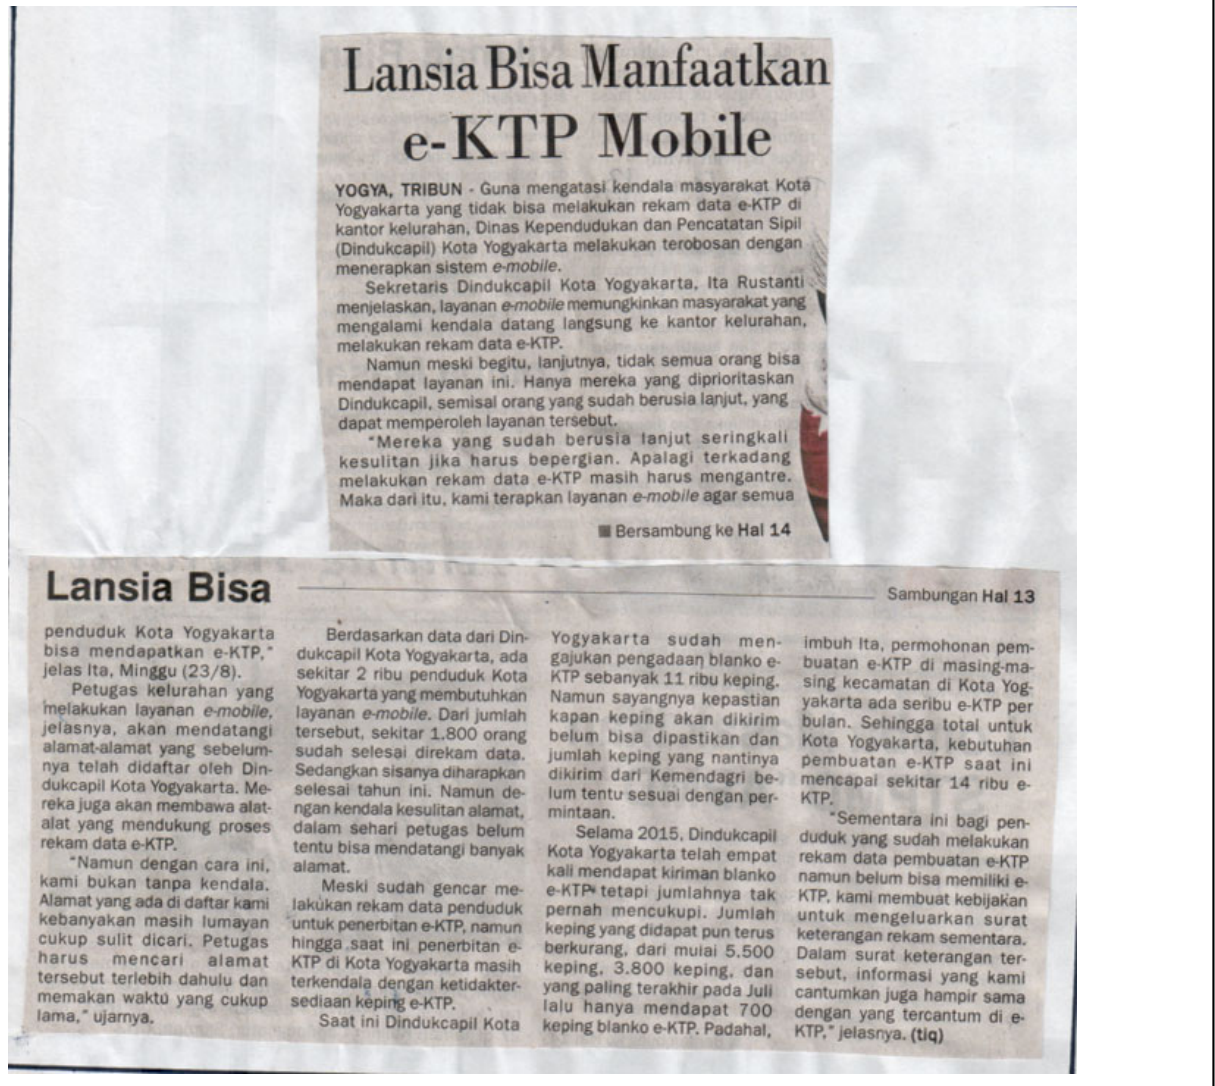 Lansia Bisa Manfaatkan
e-KTP Mobile
YOGYA, TRIBUN - Guna mengatasi kendala masyarakat Kota
Yogyakarta yang tidak bisa melakukan rekam data e-KTP di
kantor kelurahan, Dinas Kependudukan dan Pencatatan Sipil
(Dindukcapil) Kota Yogyakarta melakukan terobosan dengan
menerapkan sistem e-mobile.
Sekretaris Dindukcapil Kota Yogyakarta, Ita Rustanti
menjelaskan, layanan e-mobile memungkinkan masyarakat yang
mengalami kendala datang langsung ke kantor kelurahan,
melakukan rekam data e-KTP.
Namun meski begitu, lanjutnya, tidak semua orang bisa
mendapat layanan ini. Hanya mereka yang diprioritaskan
Dindukcapil, semisal orang yang sudah berusia lanjut, yang
dapat memperoleh layanan tersebut.
"Mereka yang sudah berusia lanjut seringkali
kesulitan jika harus bepergian. Apalagi terkadang
melakukan rekam data e-KTP masih harus mengantre.
Maka dari itu, kami terapkan layanan e-mobile agar semua
■ Bersambung ke Hal 14
Lansia Bisa
Sambungan Hal 13
penduduk Kota Yogyakarta
bisa mendapatkan e-KTP,"
jelas Ita, Minggu (23/8).
Petugas kelurahan yang
melakukan layanan e-mobile,
jelasnya, akan mendatangi
alamat-alamat yang sebelum-
nya telah didaftar oleh Din-
dukcapil Kota Yogyakarta. Me-
reka juga akan membawa alat-
alat yang mendukung proses
rekam data e-KTP.
"Namun dengan cara ini,
kami bukan tanpa kendala.
Alamat yang ada di daftar kami
kebanyakan masih lumayan
cukup sulit dicari. Petugas
harus mencari alamat
tersebut terlebih dahulu dan
memakan waktu yang cukup
lama," ujarnya.
Berdasarkan data dari Din-
dukcapil Kota Yogyakarta, ada
sekitar 2 ribu penduduk Kota
Yogyakarta yang membutuhkan
layanan e-mobile. Dari jumlah
tersebut, sekitar 1.800 orang
sudah selesai direkam data.
Sedangkan sisanya diharapkan
selesai tahun ini. Namun de-
ngan kendala kesulitan alamat,
dalam sehari petugas belum
tentu bisa mendatangi banyak
alamat.
Meski sudah gencar me-
lakukan rekam data penduduk
untuk penerbitan e-KTP, namun
hingga saat ini penerbitan e-
KTP di Kota Yogyakarta masih
terkendala dengan ketidakter-
sediaan keping e-KTP.
Saat ini Dindukcapil Kota
Yogyakarta sudah men-
gajukan pengadaan blanko e-
KTP sebanyak 11 ribu keping.
Namun sayangnya kepastian
kapan keping akan dikirim
belum bisa dipastikan dan
jumlah keping yang nantinya
dikirim dari Kemendagri be-
lum tentu sesuai dengan per-
mintaan.
Selama 2015, Dindukcapil
Kota Yogyakarta telah empat
kali mendapat kiriman blanko
e-KTP tetapi jumlahnya tak
pernah mencukupi. Jumlah
keping yang didapat pun terus
berkurang, dari mulai 5.500
keping, 3.800 keping, dan
yang paling terakhir pada Juli
lalu hanya mendapat 700
keping blanko e-KTP. Padahal,
imbuh Ita, permohonan pem-
buatan e-KTP di masing-ma-
sing kecamatan di Kota Yog-
yakarta ada seribu e-KTP per
bulan. Sehingga total untuk
Kota Yogyakarta, kebutuhan
pembuatan e-KTP saat ini
mencapai sekitar 14 ribu e-
KTP.
"Sementara ini bagi pen-
duduk yang sudah melakukan
rekam data pembuatan e-KTP
namun belum bisa memiliki e-
KTP, kami membuat kebijakan
untuk mengeluarkan surat
keterangan rekam sementara.
Dalam surat keterangan ter-
sebut, informasi yang kami
cantumkan juga hampir sama
dengan yang tercantum di e-
KTP," jelasnya. (tiq)